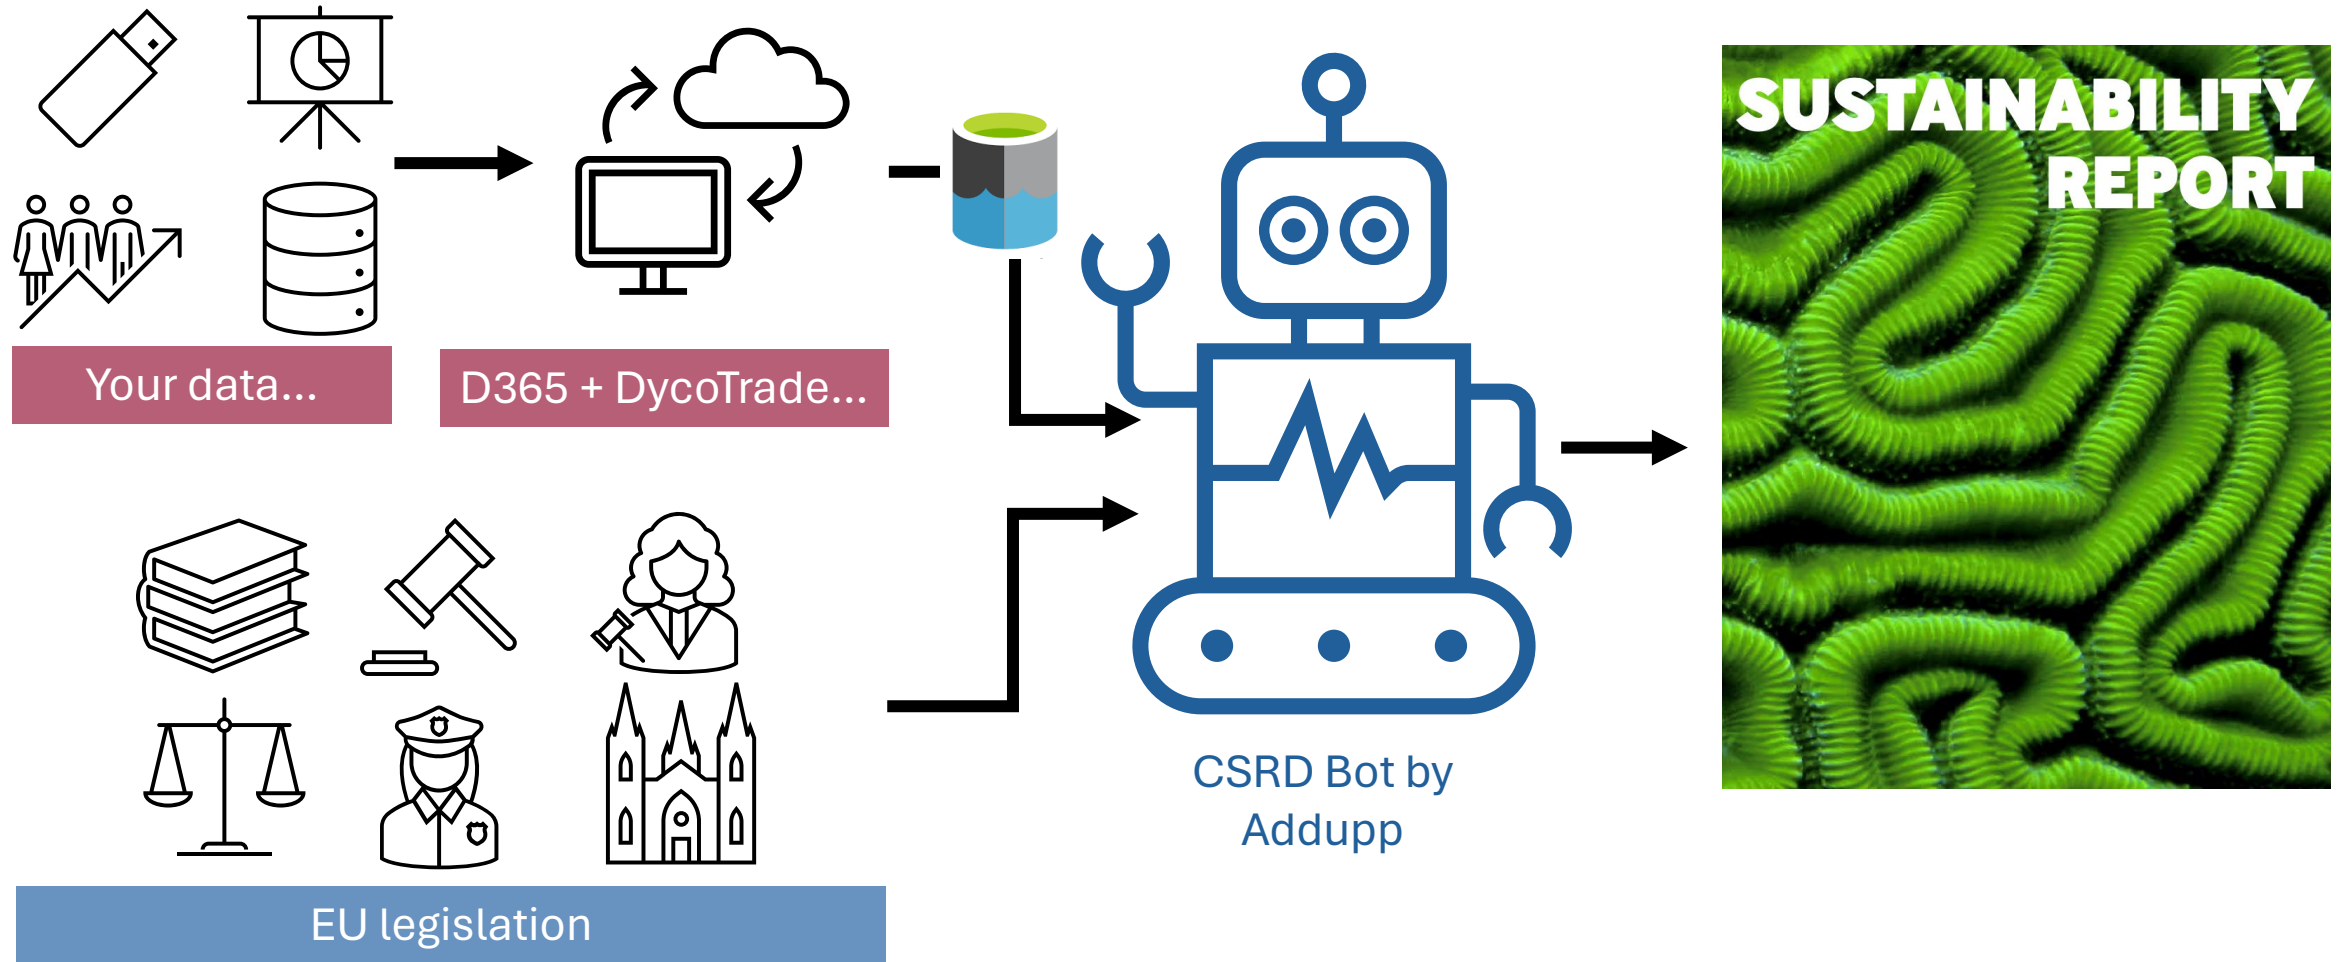 SUSTAINABILITY
REPORT
Your data...
D365 + DycoTrade...
CSRD Bot by
Addupp
EU legislation